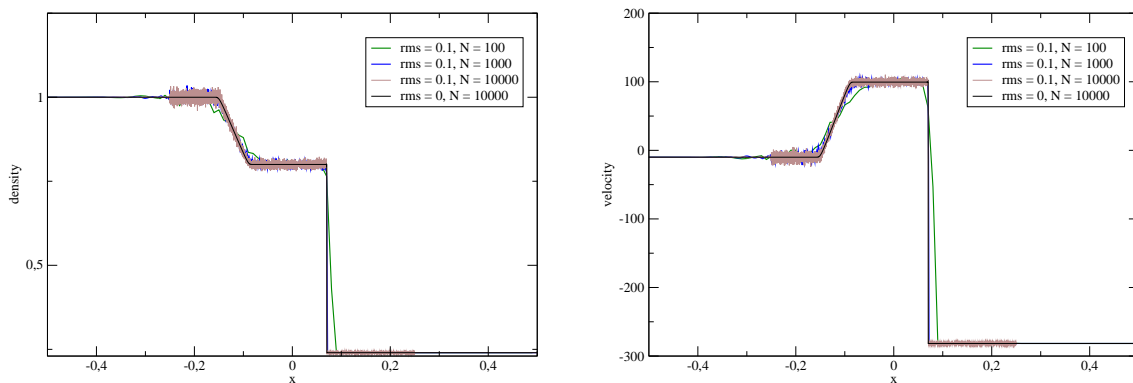 rms = 0.1, N = 100
rms = 0.1, N = 1000
rms = 0.1, N = 10000
rms = 0, N = 10000
1
0,5
density
-0,4 -0,2 0 0,2 0,4
x
200
100
0
-100
-200
-300
velocity
rms = 0.1, N = 100
rms = 0.1, N = 1000
rms = 0.1, N = 10000
rms = 0, N = 10000
-0,4 -0,2 0 0,2 0,4
x